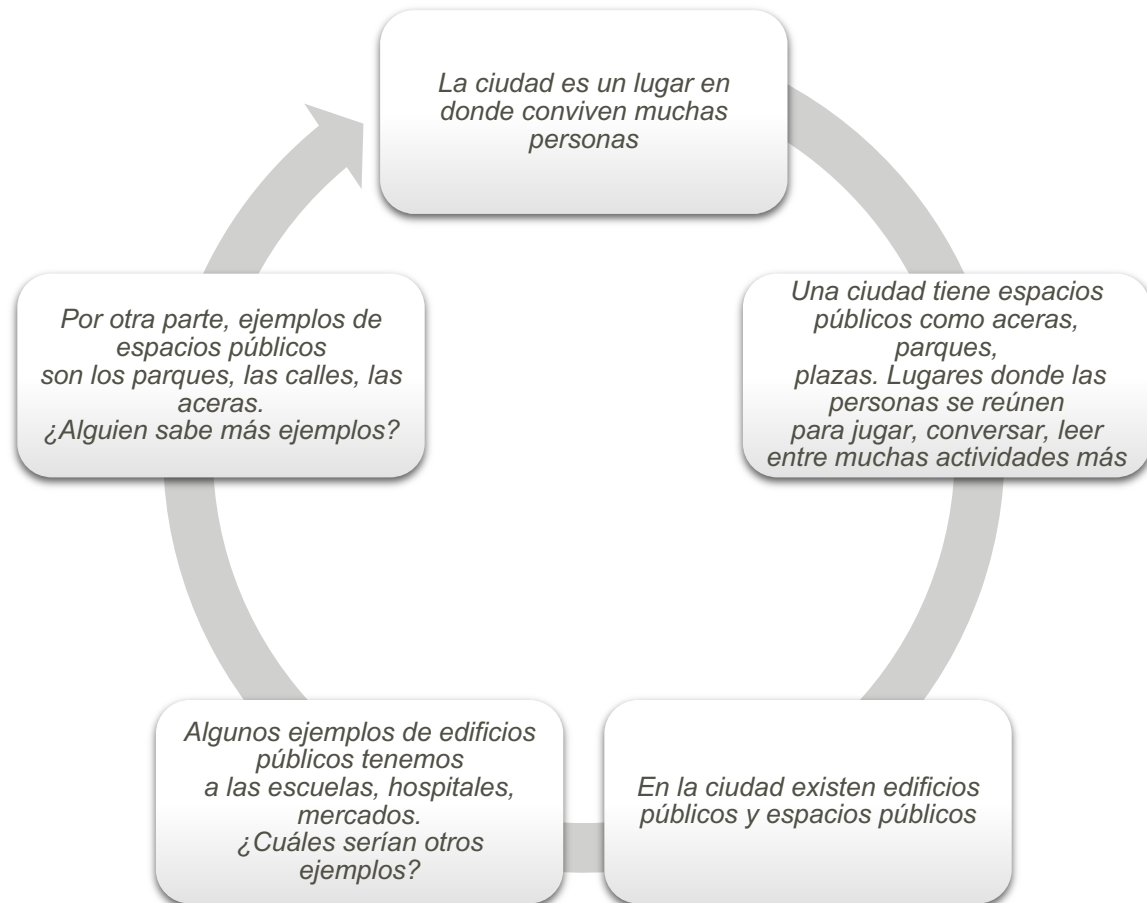 La ciudad es un lugar en
donde conviven muchas
personas
Una ciudad tiene espacios
públicos como aceras,
parques,
plazas. Lugares donde las
personas se reúnen
para jugar, conversar, leer
entre muchas actividades más
En la ciudad existen edificios
públicos y espacios públicos
Algunos ejemplos de edificios
públicos tenemos
a las escuelas, hospitales,
mercados.
¿Cuáles serían otros
ejemplos?
Por otra parte, ejemplos de
espacios públicos
son los parques, las calles, las
aceras.
¿Alguien sabe más ejemplos?